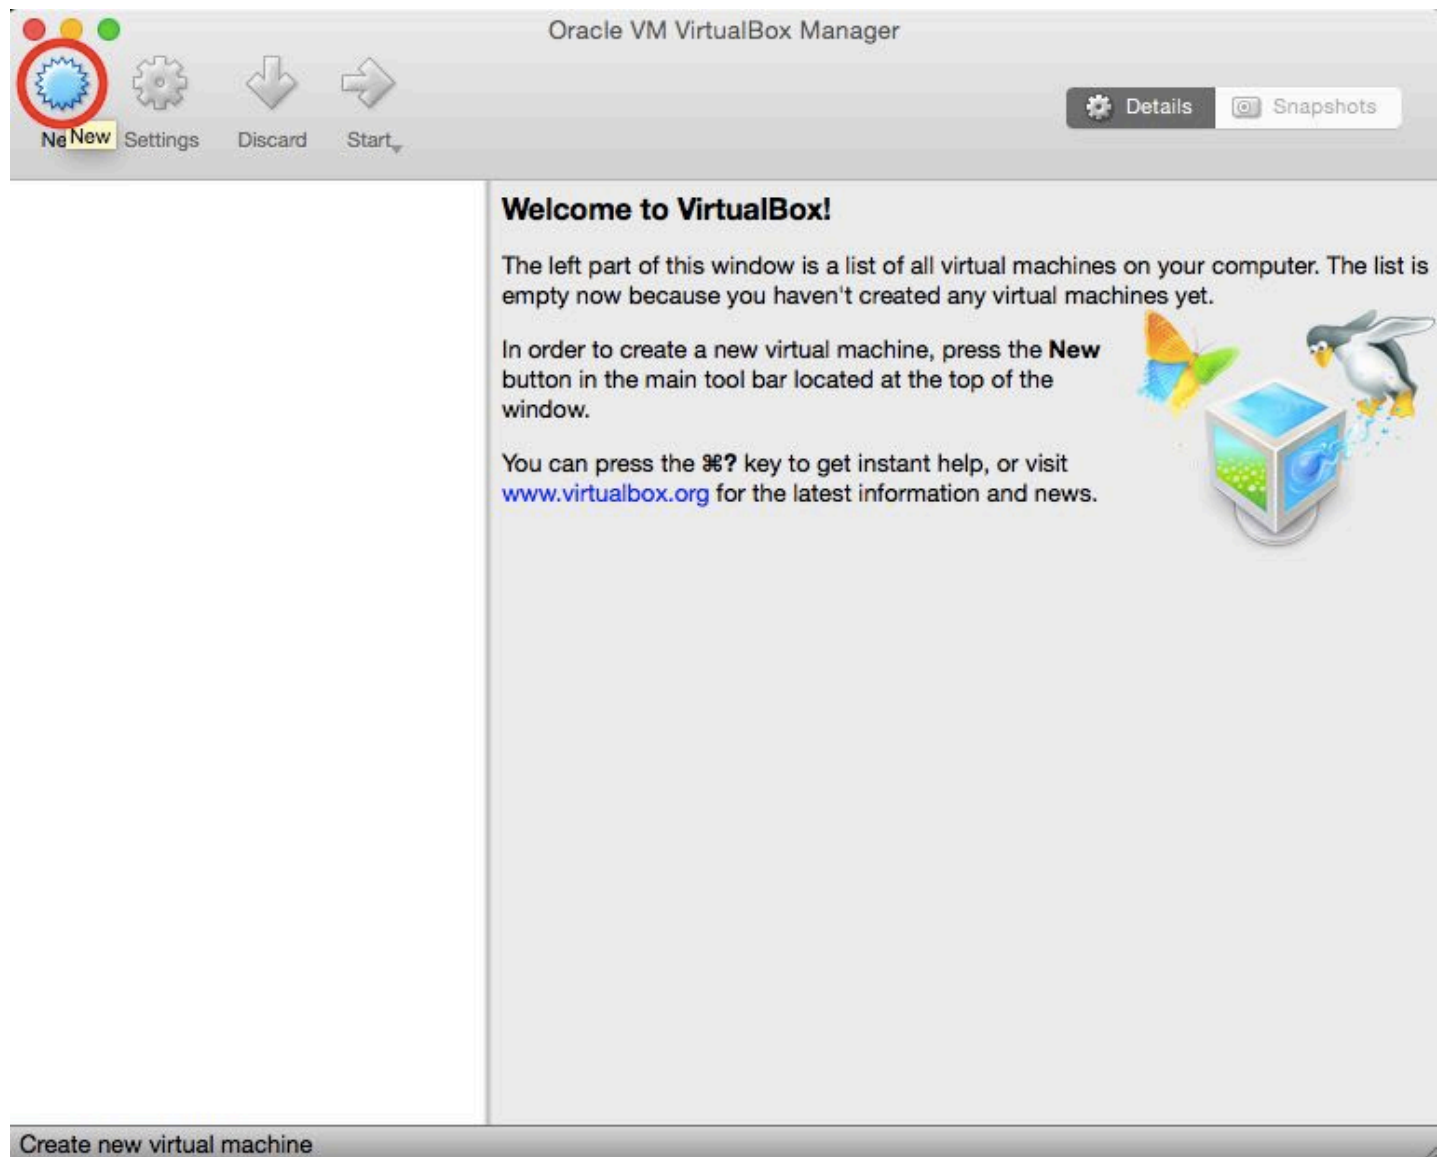 Oracle VM VirtualBox Manager
Details
Snapshots
Ne
New
Settings
Discard
Start
Welcome to VirtualBox!
The left part of this window is a list of all virtual machines on your computer. The list is
empty now because you haven't created any virtual machines yet.
In order to create a new virtual machine, press the New
button in the main tool bar located at the top of the
window.
You can press the ⌘? key to get instant help, or visit
www.virtualbox.org for the latest information and news.
Create new virtual machine